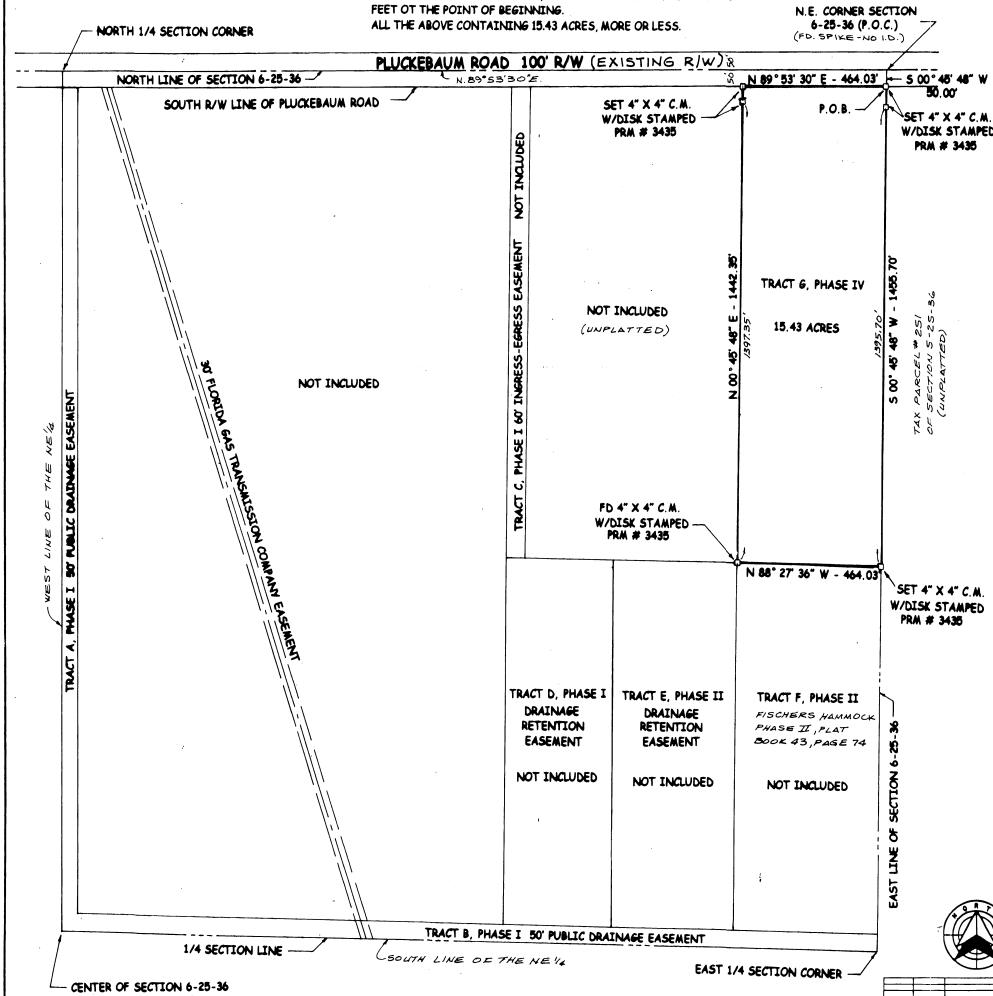 FEET OT THE POINT OF BEGINNING.
ALL THE ABOVE CONTAINING 15.43 ACRES, MORE OR LESS.
NORTH 1/4 SECTION CORNER
N.E. CORNER SECTION
6-25-36 (P.O.C.)
(FD. SPIKE-NO I.D.)
PLUCKEBAUM ROAD 100' R/W (EXISTING R/W)
NORTH LINE OF SECTION 6-25-36
N.89°53'30"E.
50.00
N 89° 53' 30" E - 464.03'
S 00° 45' 48" W
50.00'
SOUTH R/W LINE OF PLUCKEBAUM ROAD
SET 4" X 4" C.M.
W/DISK STAMPED
PRM # 3435
P.O.B.
SET 4" X 4" C.M.
W/DISK STAMPED
PRM # 3435
NOT INCLUDED
TRACT C, PHASE I 60' INGRESS-EGRESS EASEMENT
NOT INCLUDED
(UNPLATTED)
N 00° 45' 48" E - 1442.35'
1397.35'
TRACT G, PHASE IV
15.43 ACRES
1395.70'
S 00° 45' 48" W - 1455.70'
TAX PARCEL # 251
OF SECTION 5-25-36
(UNPLATTED)
NOT INCLUDED
30' FLORIDA GAS TRANSMISSION COMPANY EASEMENT
WEST LINE OF THE NE 1/4
TRACT A, PHASE I 50' PUBLIC DRAINAGE EASEMENT
FD 4" X 4" C.M.
W/DISK STAMPED
PRM # 3435
N 88° 27' 36" W - 464.03'
SET 4" X 4" C.M.
W/DISK STAMPED
PRM # 3435
TRACT D, PHASE I
DRAINAGE
RETENTION
EASEMENT
NOT INCLUDED
TRACT E, PHASE II
DRAINAGE
RETENTION
EASEMENT
NOT INCLUDED
TRACT F, PHASE II
FISCHERS HAMMOCK
PHASE II, PLAT
BOOK 43, PAGE 74
NOT INCLUDED
EAST LINE OF SECTION 6-25-36
NORTH
TRACT B, PHASE I 50' PUBLIC DRAINAGE EASEMENT
1/4 SECTION LINE
SOUTH LINE OF THE NE 1/4
EAST 1/4 SECTION CORNER
CENTER OF SECTION 6-25-36